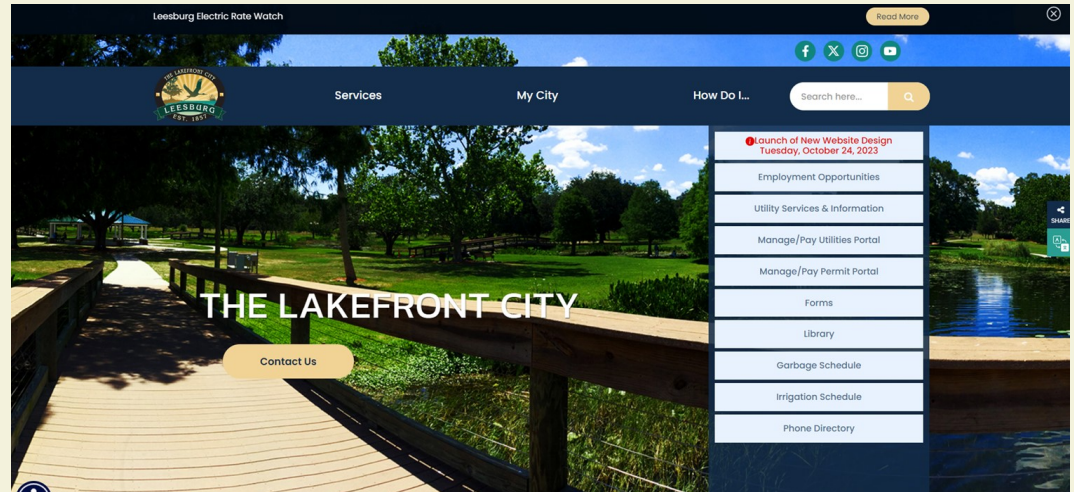 Leesburg Electric Rate Watch
Read More
THE LAKEFRONT CITY
LEESBURG
EST. 1857
Services
My City
How Do I...
Search here...
Launch of New Website Design
Tuesday, October 24, 2023
Employment Opportunities
Utility Services & Information
SHARE
Manage/Pay Utilities Portal
Manage/Pay Permit Portal
THE LAKEFRONT CITY
Forms
Library
Contact Us
Garbage Schedule
Irrigation Schedule
Phone Directory